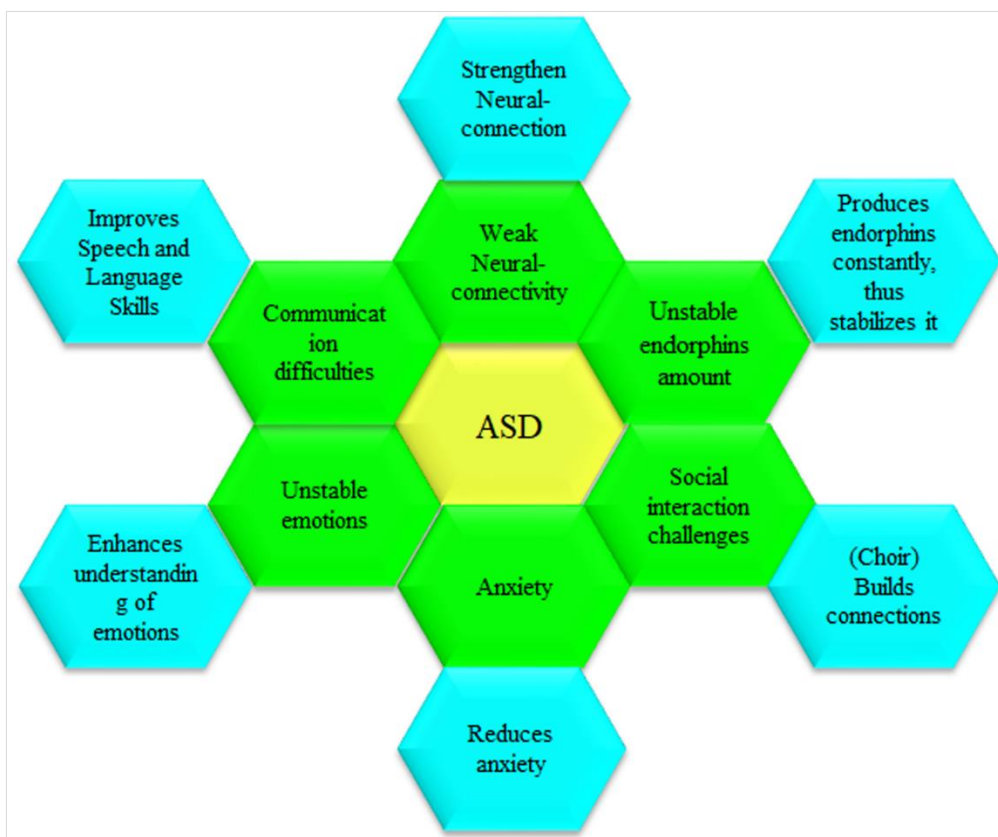 Strengthen
Neural-
connection
Improves
Speech and
Language
Skills
Weak
Neural-
connectivity
Produces
endorphins
constantly,
thus
stabilizes it
Communicat
ion
difficulties
Unstable
endorphins
amount
ASD
Unstable
emotions
Social
interaction
challenges
Enhances
understandin
g of
emotions
Anxiety
(Choir)
Builds
connections
Reduces
anxiety